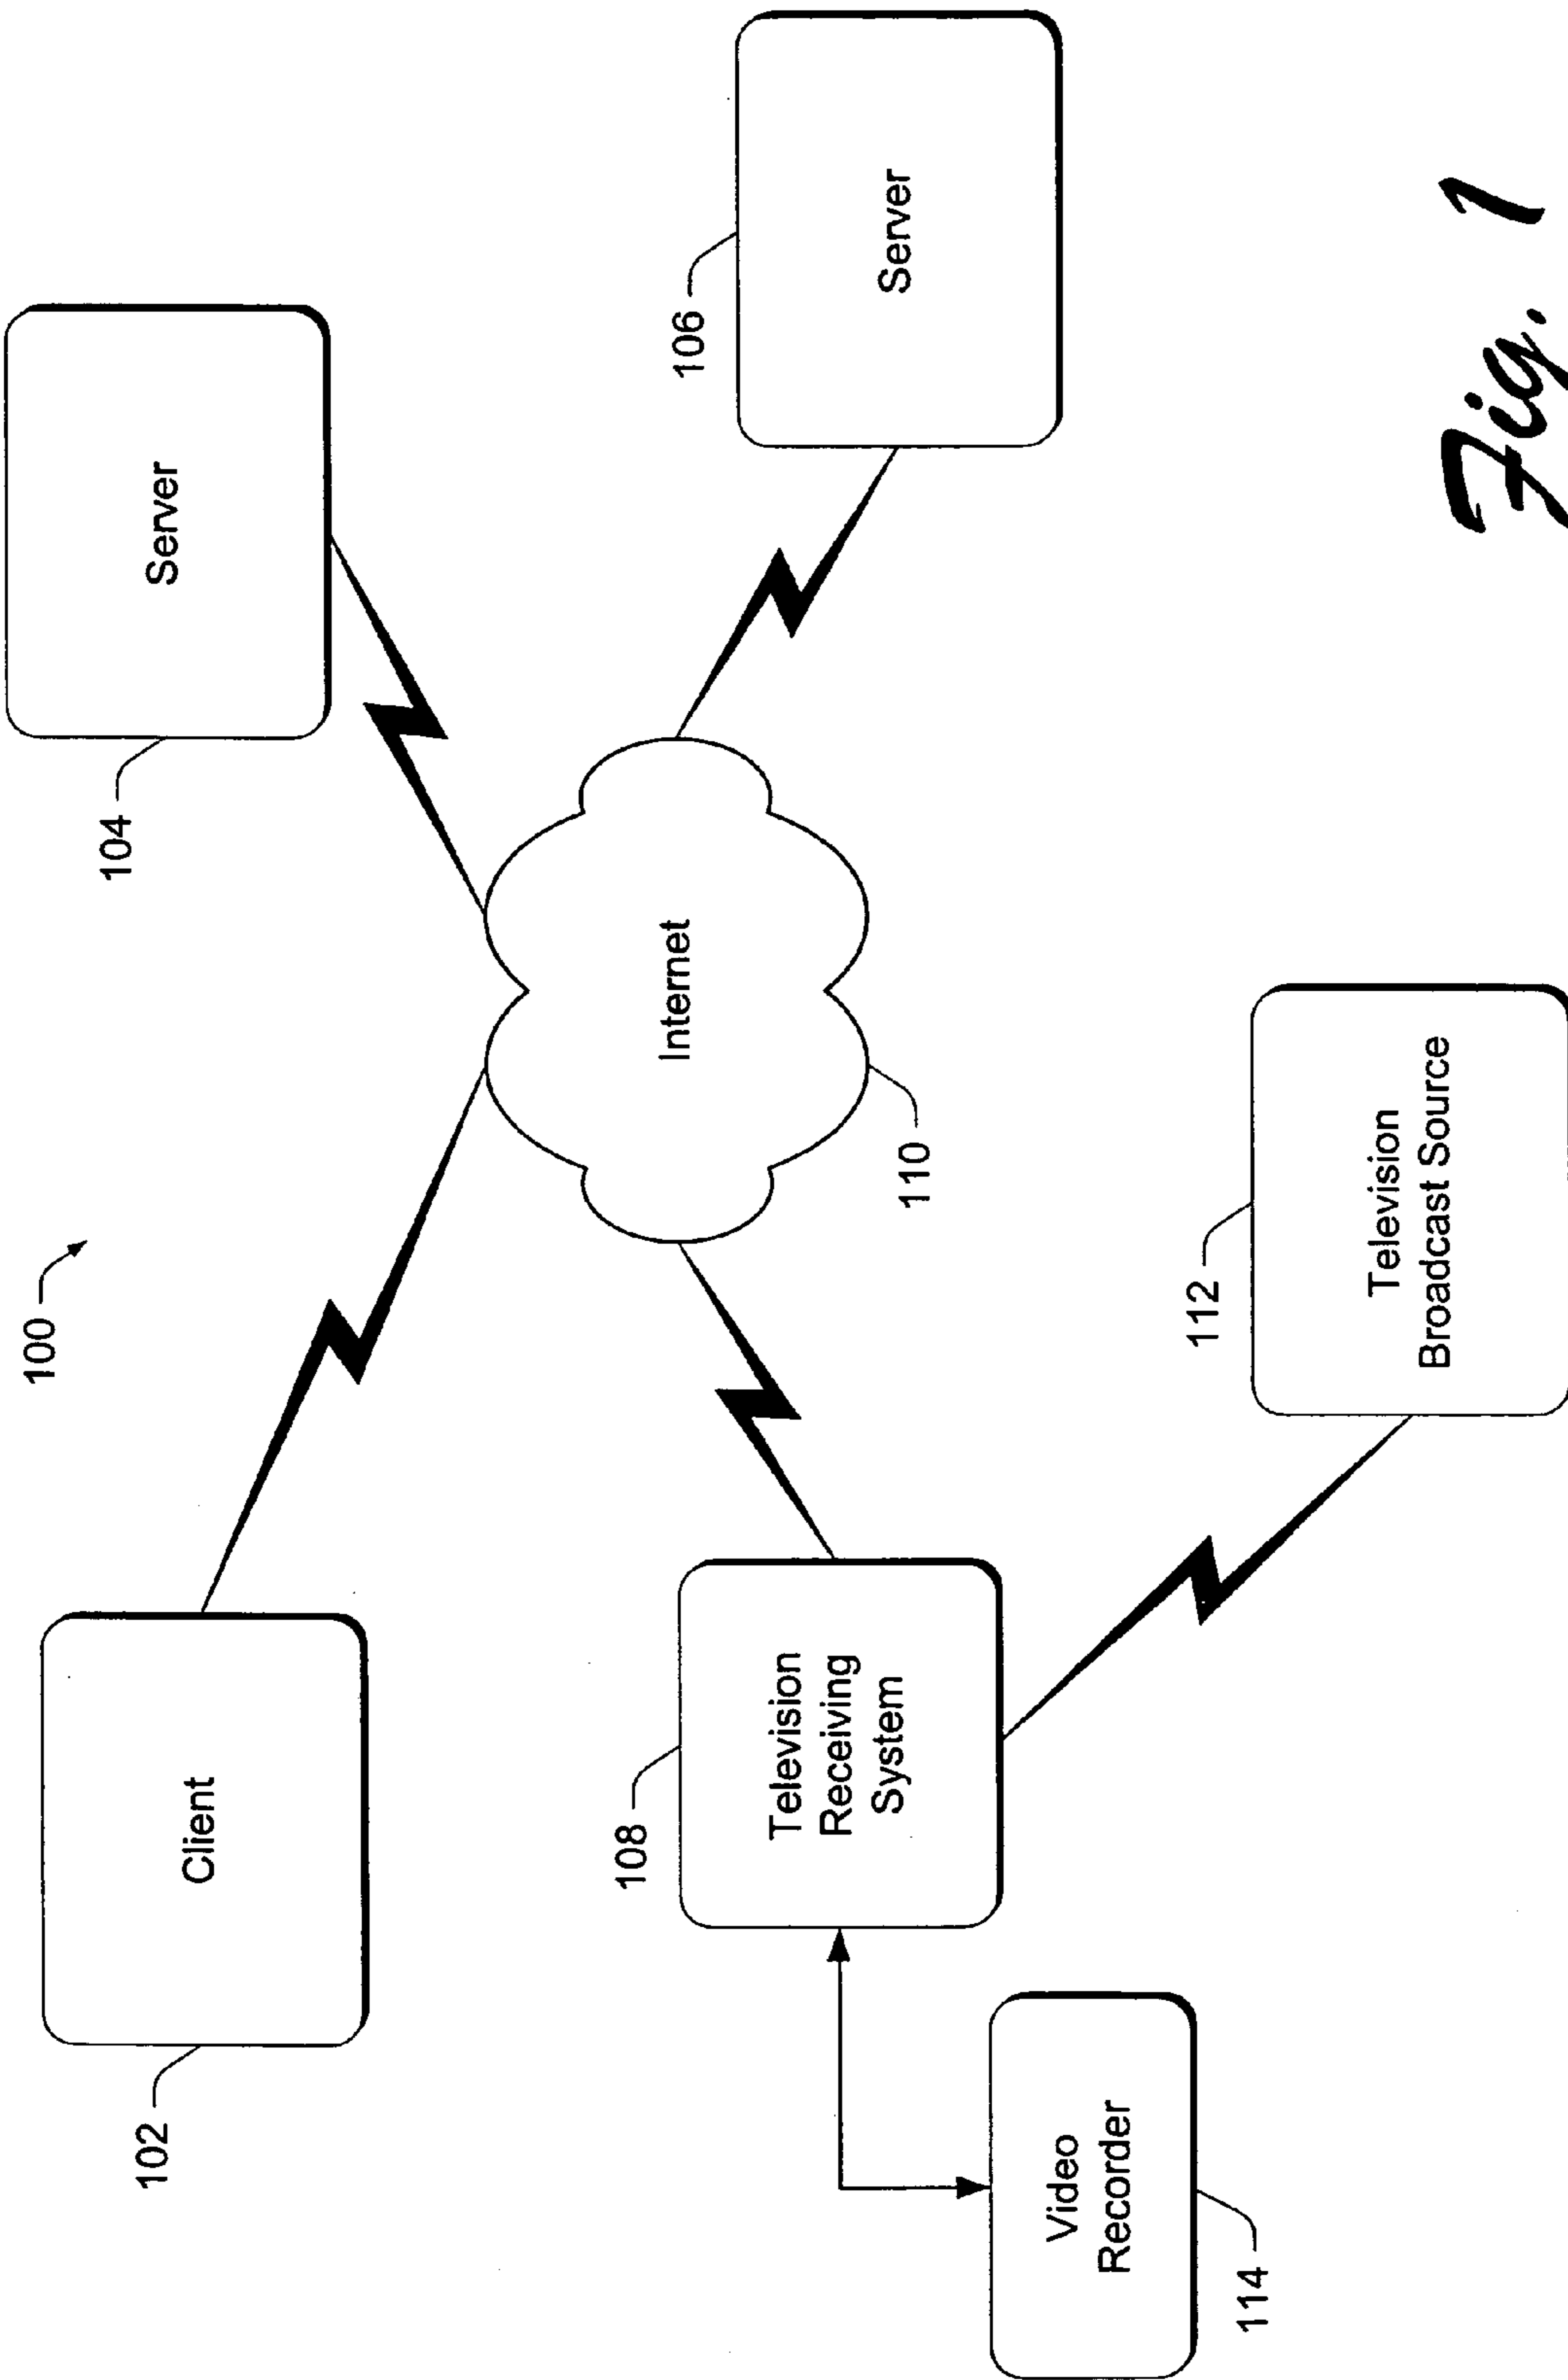 100
102
Client
104
Server
108
Television
Receiving
System
Internet
110
106
Server
114
Video
Recorder
112
Television
Broadcast Source
Fig. 1